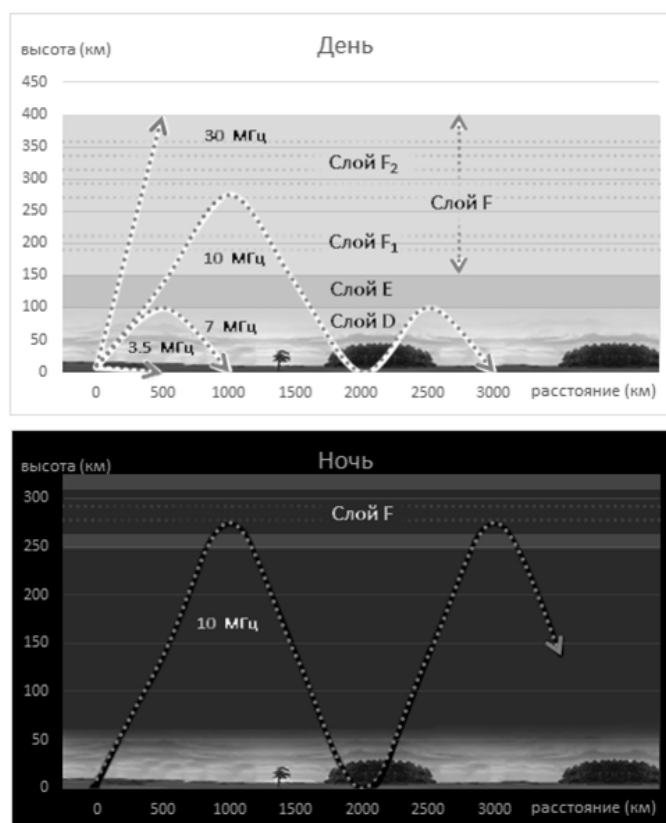 День
высота (км)
450
400
350
300
250
200
150
100
50
0
30 МГц
Слой F₂
Слой F
Слой F₁
10 МГц
Слой E
Слой D
7 МГц
3.5 МГц
0 500 1000 1500 2000 2500 3000 расстояние (км)
Ночь
высота (км)
300
250
200
150
100
50
0
Слой F
10 МГц
0 500 1000 1500 2000 2500 3000 расстояние (км)